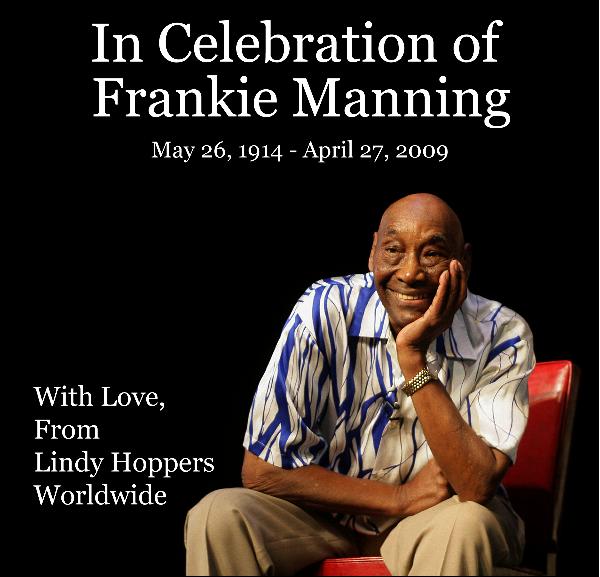 In Celebration of
Frankie Manning
May 26, 1914 - April 27, 2009
With Love,
From
Lindy Hoppers
Worldwide